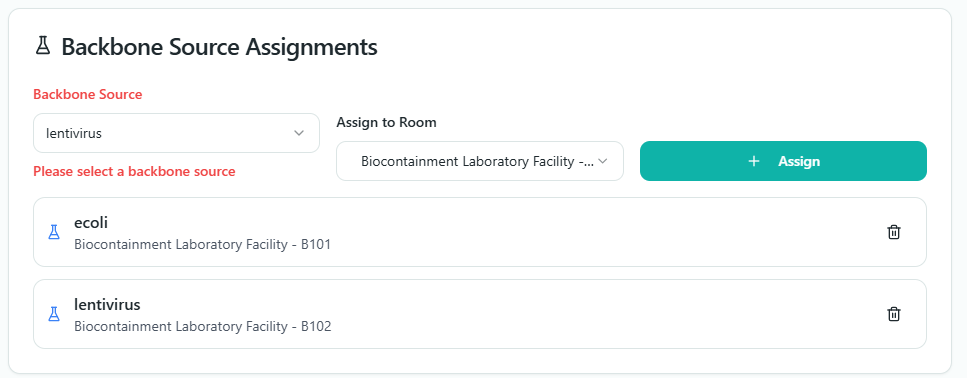 Backbone Source Assignments
Backbone Source
lentivirus
Please select a backbone source
Assign to Room
Biocontainment Laboratory Facility -...
+ Assign
ecoli
Biocontainment Laboratory Facility - B101
lentivirus
Biocontainment Laboratory Facility - B102